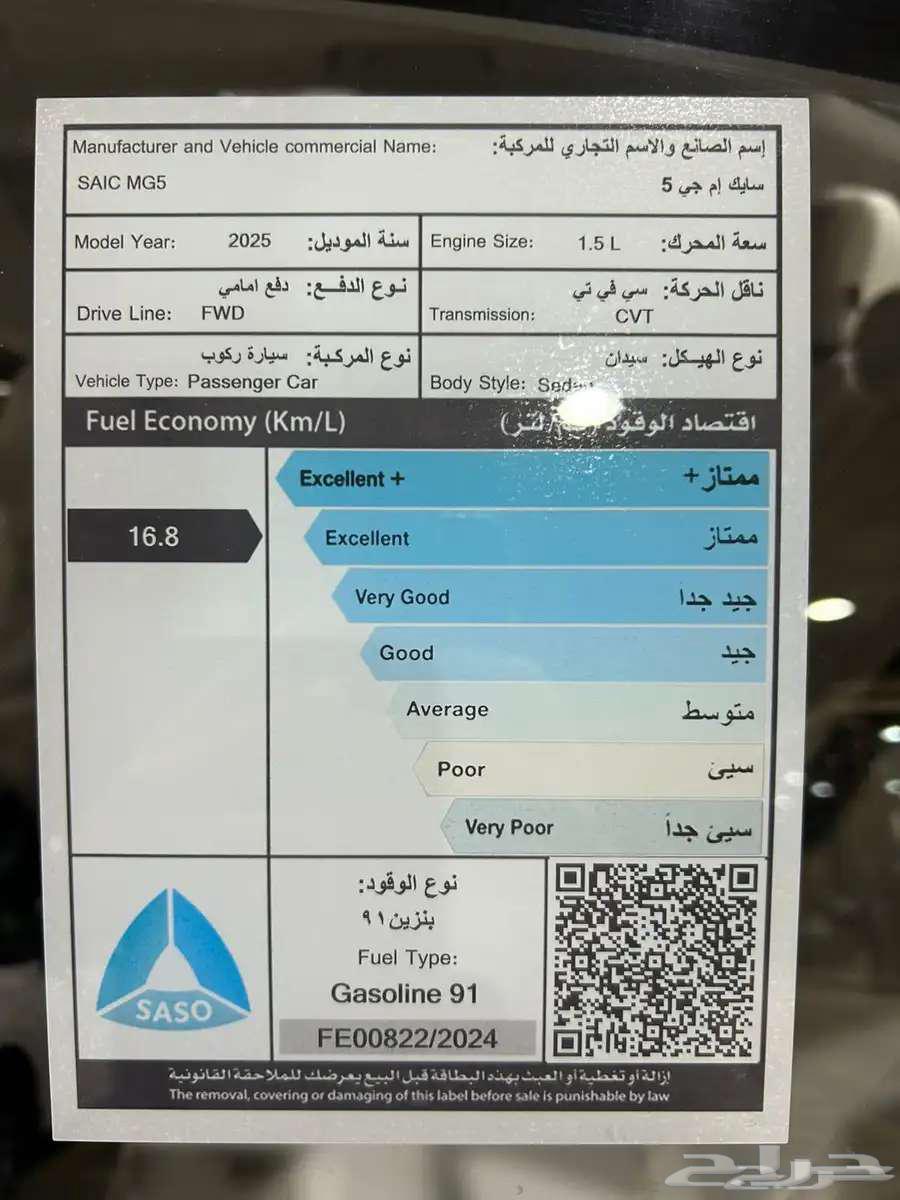 Manufacturer and Vehicle commercial Name: إسم الصانع والاسم التجاري للمركبة:
SAIC MG5 سايك إم جي 5
Model Year: 2025 سنة الموديل:
Engine Size: 1.5 L سعة المحرك:
نوع الدفع: دفع امامي
Drive Line: FWD
ناقل الحركة: سي في تي
Transmission: CVT
نوع المركبة: سيارة ركوب
Vehicle Type: Passenger Car
نوع الهيكل: سيدان
Body Style:
Fuel Economy (Km/L) اقتصاد الوقود لتر)
16.8
Excellent + ممتاز+
Excellent ممتاز
Very Good جيد جداً
Good جيد
Average متوسط
Poor سيئ
Very Poor سيئ جداً
SASO
نوع الوقود:
بنزين ٩١
Fuel Type:
Gasoline 91
FE00822/2024
إزالة أو تغطية أو العبث بهذه البطاقة قبل البيع يعرضك للملاحقة القانونية
The removal, covering or damaging of this label before sale is punishable by law
حراج